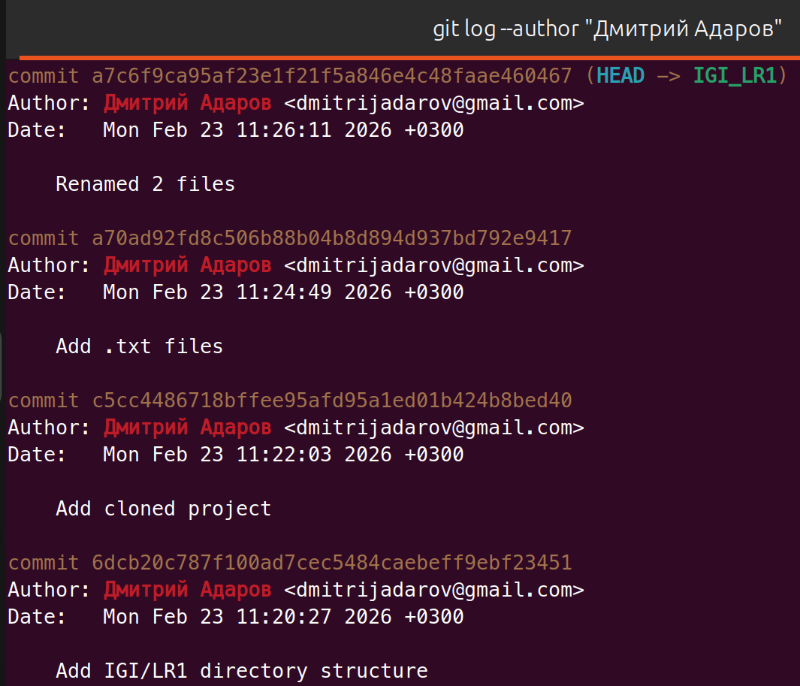 git log --author "Дмитрий Адаров"
commit a7c6f9ca95af23e1f21f5a846e4c48faae460467 (HEAD -> IGI_LR1)
Author: Дмитрий Адаров <dmitrijadarov@gmail.com>
Date:   Mon Feb 23 11:26:11 2026 +0300
Renamed 2 files
commit a70ad92fd8c506b88b04b8d894d937bd792e9417
Author: Дмитрий Адаров <dmitrijadarov@gmail.com>
Date:   Mon Feb 23 11:24:49 2026 +0300
Add .txt files
commit c5cc4486718bffee95afd95a1ed01b424b8bed40
Author: Дмитрий Адаров <dmitrijadarov@gmail.com>
Date:   Mon Feb 23 11:22:03 2026 +0300
Add cloned project
commit 6dcb20c787f100ad7cec5484caebeff9ebf23451
Author: Дмитрий Адаров <dmitrijadarov@gmail.com>
Date:   Mon Feb 23 11:20:27 2026 +0300
Add IGI/LR1 directory structure